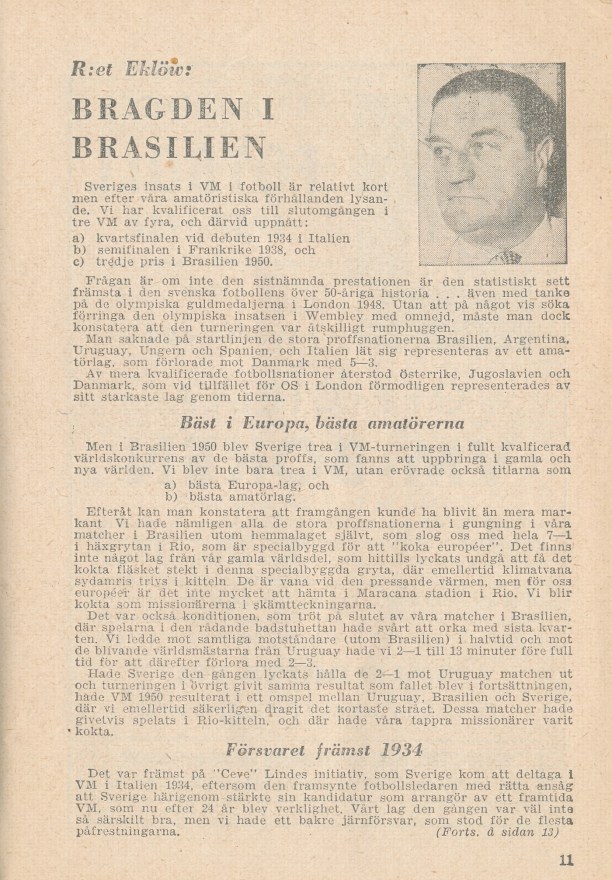 R:et Eklöw:
BRAGDEN I
BRASILIEN
Sveriges insats i VM i fotboll är relativt kort
men efter våra amatöristiska förhållanden lysan-
de. Vi har kvalificerat oss till slutomgången i
tre VM av fyra, och därvid uppnått:
a) kvartsfinalen vid debuten 1934 i Italien
b) semifinalen i Frankrike 1938, och
c) tredje pris i Brasilien 1950.
Frågan är om inte den sistnämnda prestationen är den statistiskt sett
främsta i den svenska fotbollens över 50-åriga historia . . . även med tanke
på de olympiska guldmedaljerna i London 1948. Utan att på något vis söka
förringa den olympiska insatsen i Wembley med omnejd, måste man dock
konstatera att den turneringen var åtskilligt rumphuggen.
Man saknade på startlinjen de stora proffsnationerna Brasilien, Argentina,
Uruguay, Ungern och Spanien, och Italien lät sig representeras av ett ama-
törlag, som förlorade mot Danmark med 5—3.
Av mera kvalificerade fotbollsnationer återstod Österrike, Jugoslavien och
Danmark, som vid tillfället för OS i London förmodligen representerades av
sitt starkaste lag genom tiderna.
Bäst i Europa, bästa amatörerna
Men i Brasilien 1950 blev Sverige trea i VM-turneringen i fullt kvalficerad
världskonkurrens av de bästa proffs, som fanns att uppbringa i gamla och
nya världen. Vi blev inte bara trea i VM, utan erövrade också titlarna som
a) bästa Europa-lag, och
b) bästa amatörlag.
Efteråt kan man konstatera att framgången kunde ha blivit än mera mar-
kant. Vi hade nämligen alla de stora proffsnationerna i gungning i våra
matcher i Brasilien utom hemmalaget självt, som slog oss med hela 7—1
i häxgrytan i Rio, som är specialbyggd för att "koka européer". Det finns
inte något lag från vår gamla världsdel, som hittills lyckats undgå att få det
kokta fläsket stekt i denna specialbyggda gryta, där emellertid klimatvana
sydamris trivs i kitteln. De är vana vid den pressande värmen, men för oss
européer är det inte mycket att hämta i Maracana stadion i Rio. Vi blir
kokta som missionärerna i skämtteckningarna.
Det var också konditionen, som tröt på slutet av våra matcher i Brasilien,
där spelarna i den rådande badstuhettan hade svårt att orka med sista kvar-
ten. Vi ledde mot samtliga motståndare (utom Brasilien) i halvtid och mot
de blivande världsmästarna från Uruguay hade vi 2—1 till 13 minuter före full
tid för att därefter förlora med 2—3.
Hade Sverige den gången lyckats hålla de 2—1 mot Uruguay matchen ut
och turneringen i övrigt givit samma resultat som fallet blev i fortsättningen,
hade VM 1950 resulterat i ett omspel mellan Uruguay, Brasilien och Sverige,
där vi emellertid säkerligen dragit det kortaste strået. Dessa matcher hade
givetvis spelats i Rio-kitteln, och där hade våra tappra missionärer varit
kokta.
Försvaret främst 1934
Det var främst på "Ceve" Lindes initiativ, som Sverige kom att deltaga i
VM i Italien 1934, eftersom den framsynte fotbollsledaren med rätta ansåg
att Sverige härigenom stärkte sin kandidatur som arrangör av ett framtida
VM, som nu efter 24 år blev verklighet. Vårt lag den gången var väl inte
så särskilt bra, men vi hade ett bakre järnförsvar, som stod för de flesta
påfrestningarna. (Forts. å sidan 13)
11